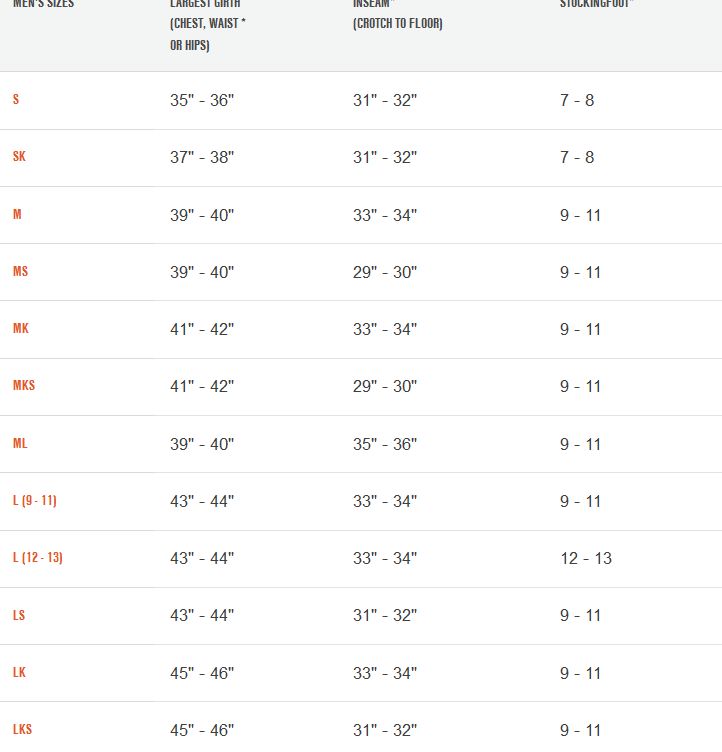 MEN'S SIZES LARGEST GIRTH INSEAM* STOCKINGFOOT*
(CHEST, WAIST * (CROTCH TO FLOOR)
OR HIPS)
S 35" - 36" 31" - 32" 7 - 8
SK 37" - 38" 31" - 32" 7 - 8
M 39" - 40" 33" - 34" 9 - 11
MS 39" - 40" 29" - 30" 9 - 11
MK 41" - 42" 33" - 34" 9 - 11
MKS 41" - 42" 29" - 30" 9 - 11
ML 39" - 40" 35" - 36" 9 - 11
L (9 - 11) 43" - 44" 33" - 34" 9 - 11
L (12 - 13) 43" - 44" 33" - 34" 12 - 13
LS 43" - 44" 31" - 32" 9 - 11
LK 45" - 46" 33" - 34" 9 - 11
LKS 45" - 46" 31" - 32" 9 - 11